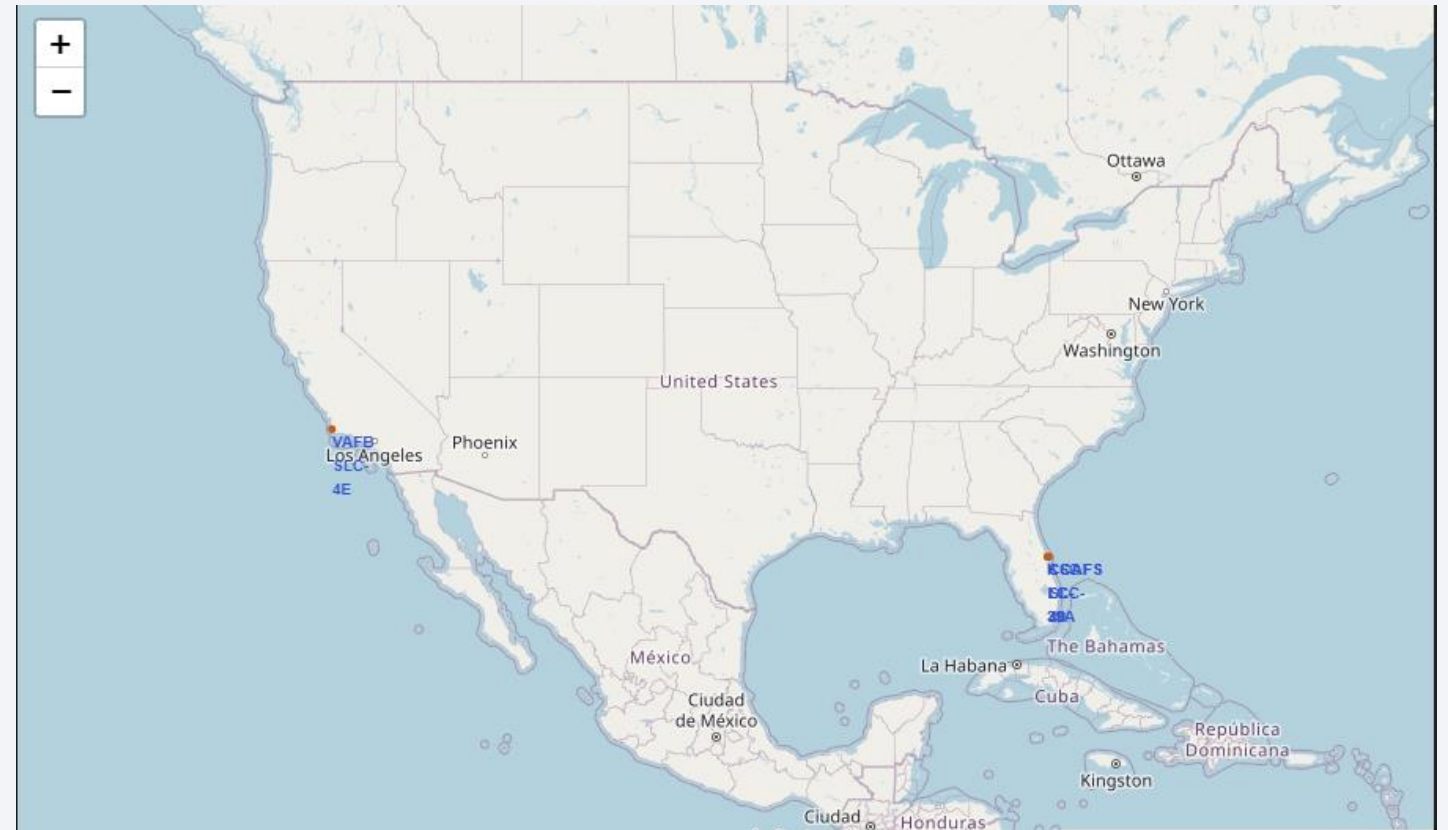 +
−
Ottawa
New York
Washington
United States
VAFB
Los Angeles
SLC-
4E
Phoenix
The Bahamas
México
La Habana
Cuba
Ciudad
de México
República
Dominicana
Kingston
Ciudad
Honduras